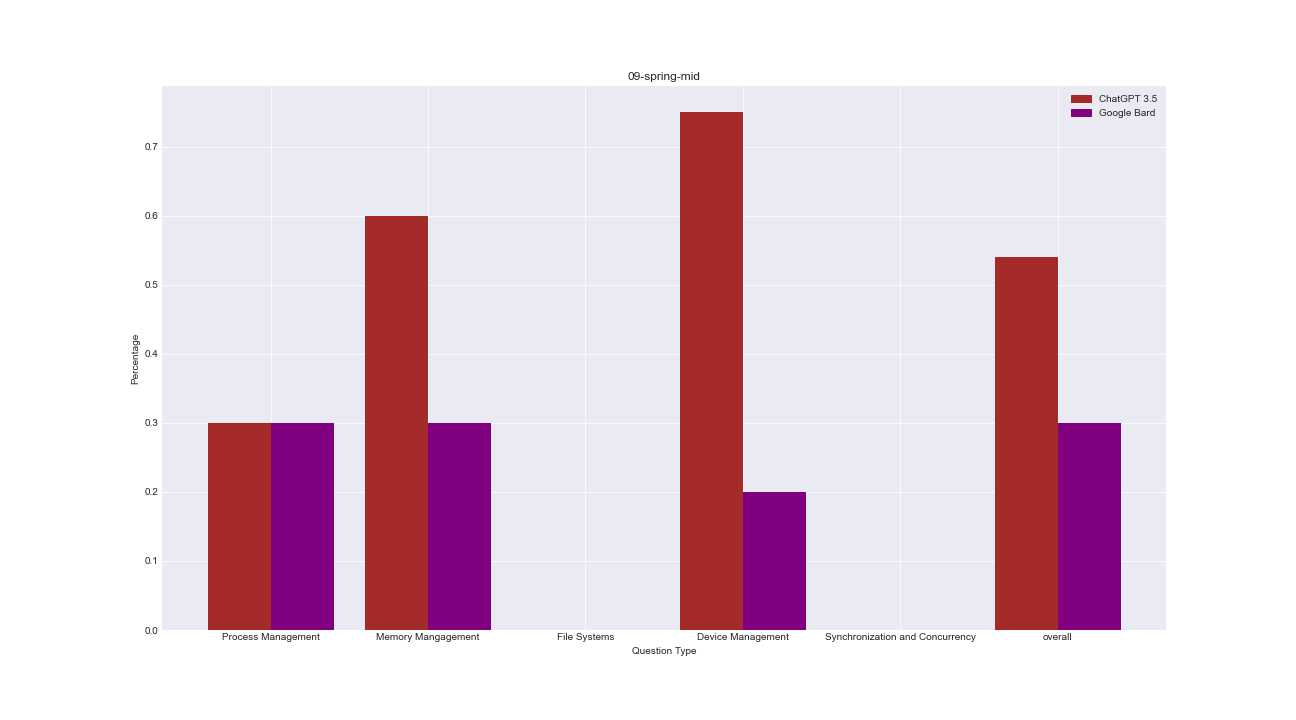 09-spring-mid
ChatGPT 3.5
Google Bard
Percentage
0.7
0.6
0.5
0.4
0.3
0.2
0.1
0.0
Process Management
Memory Mangagement
File Systems
Device Management
Synchronization and Concurrency
overall
Question Type